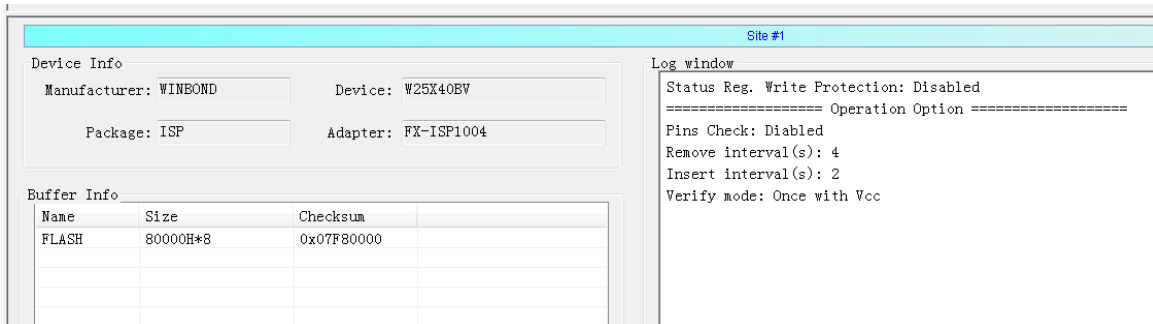 Site #1
Device Info
Manufacturer: WINBOND Device: W25X40BV
Package: ISP Adapter: FX-ISP1004
Buffer Info
Name Size Checksum
FLASH 80000H*8 0x07F80000
Log window
Status Reg. Write Protection: Disabled
=================== Operation Option ===================
Pins Check: Diabled
Remove interval(s): 4
Insert interval(s): 2
Verify mode: Once with Vcc